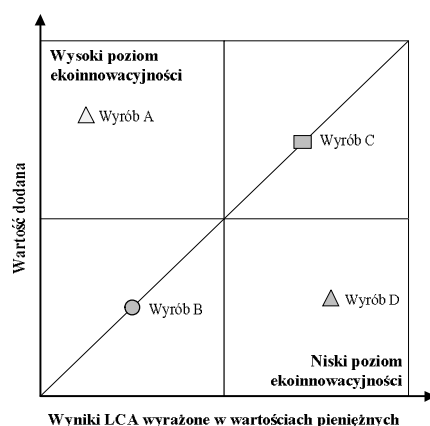 Wysoki poziom
ekoinnowacyjności
Wyrób A
Wyrób C
Wartość dodana
Wyrób B
Wyrób D
Niski poziom
ekoinnowacyjności
Wyniki LCA wyrażone w wartościach pieniężnych